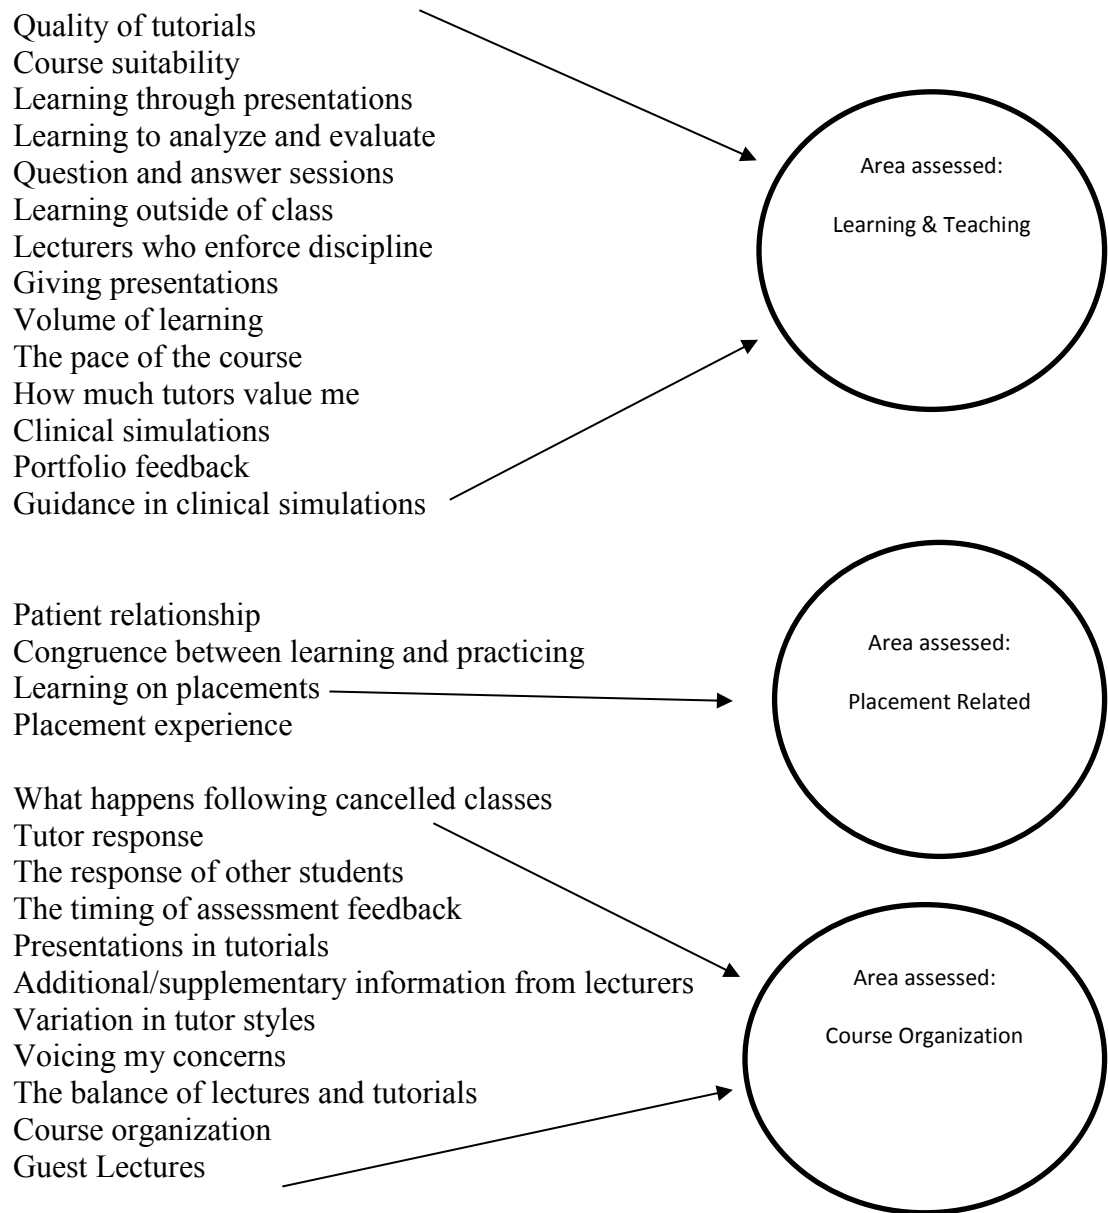 Quality of tutorials
Course suitability
Learning through presentations
Learning to analyze and evaluate
Question and answer sessions
Learning outside of class
Lecturers who enforce discipline
Giving presentations
Volume of learning
The pace of the course
How much tutors value me
Clinical simulations
Portfolio feedback
Guidance in clinical simulations
Area assessed:
Learning & Teaching
Patient relationship
Congruence between learning and practicing
Learning on placements
Placement experience
Area assessed:
Placement Related
What happens following cancelled classes
Tutor response
The response of other students
The timing of assessment feedback
Presentations in tutorials
Additional/supplementary information from lecturers
Variation in tutor styles
Voicing my concerns
The balance of lectures and tutorials
Course organization
Guest Lectures
Area assessed:
Course Organization